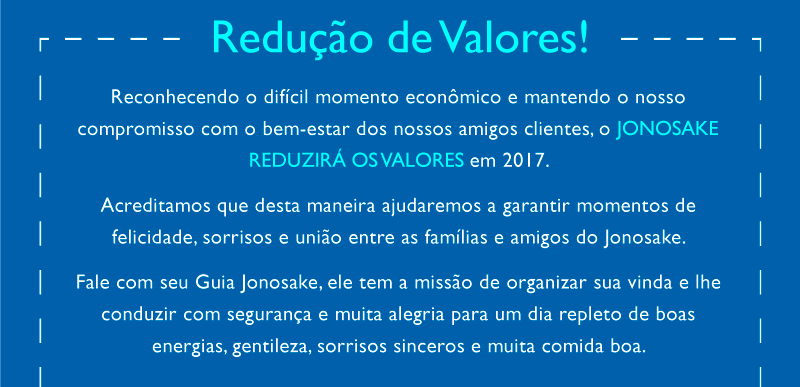 Redução de Valores!
Reconhecendo o difícil momento econômico e mantendo o nosso
compromisso com o bem-estar dos nossos amigos clientes, o JONOSAKE
REDUZIRÁ OS VALORES em 2017.
Acreditamos que desta maneira ajudaremos a garantir momentos de
felicidade, sorrisos e união entre as famílias e amigos do Jonosake.
Fale com seu Guia Jonosake, ele tem a missão de organizar sua vinda e lhe
conduzir com segurança e muita alegria para um dia repleto de boas
energias, gentileza, sorrisos sinceros e muita comida boa.